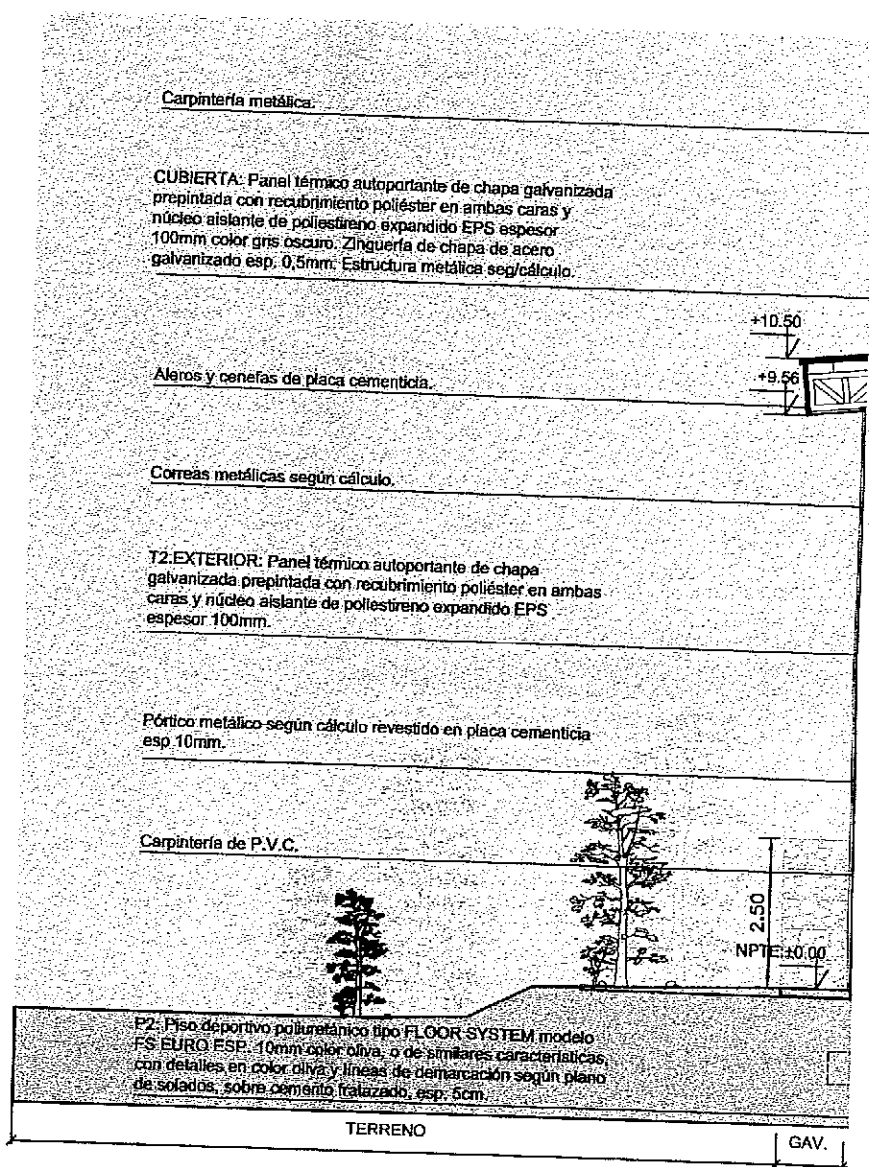 Carpintería metálica.
CUBIERTA: Panel térmico autoportante de chapa galvanizada
prepintada con recubrimiento poliéster en ambas caras y
núcleo aislante de poliestireno expandido EPS espesor
100mm color gris oscuro. Zinguería de chapa de acero
galvanizado esp. 0,5mm. Estructura metálica seg/cálculo.
+10.50
Aleros y cenefas de placa cementicia.
+9.56
Correas metálicas según cálculo.
T2:EXTERIOR: Panel térmico autoportante de chapa
galvanizada prepintada con recubrimiento poliéster en ambas
caras y núcleo aislante de poliestireno expandido EPS
espesor 100mm.
Pórtico metálico según cálculo revestido en placa cementicia
esp.10mm.
Carpintería de P.V.C.
2.50
NPTE:±0.00
P2: Piso deportivo poliuretánico tipo FLOOR SYSTEM modelo
FS EURO ESP. 10mm color oliva, o de similares características,
con detalles en color oliva y líneas de demarcación según plano
de solados, sobre cemento fratazado, esp. 5cm.
TERRENO
GAV.